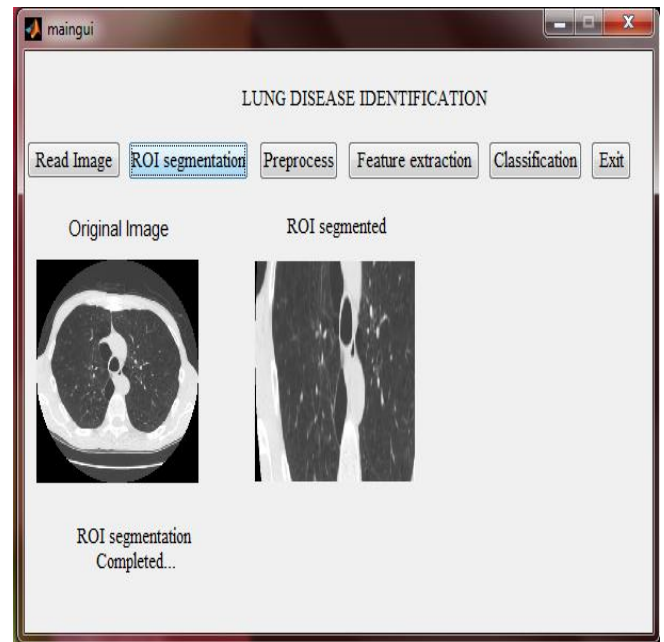 maingui
LUNG DISEASE IDENTIFICATION
Read Image ROI segmentation Preprocess Feature extraction Classification Exit
Original Image ROI segmented
ROI segmentation
Completed...